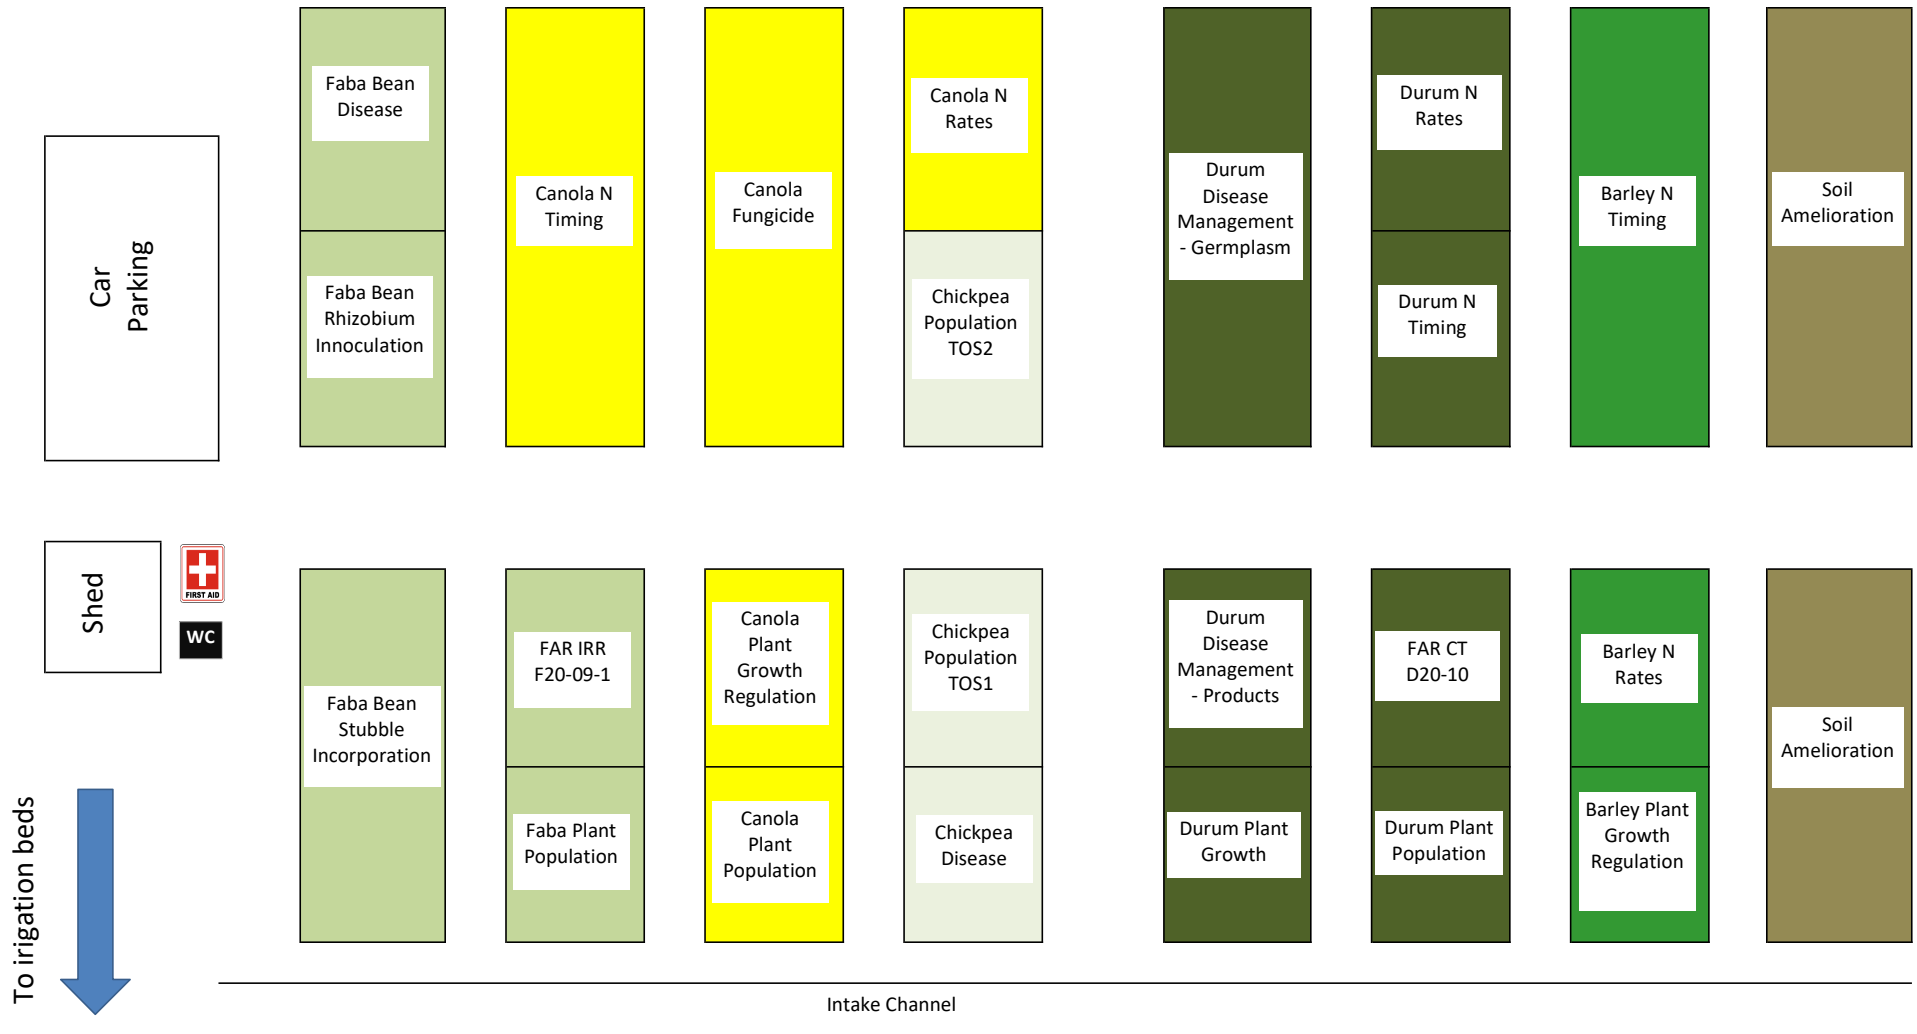 Car
Parking
Faba Bean
Disease
Faba Bean
Rhizobium
Innoculation
Canola N
Timing
Canola
Fungicide
Canola N
Rates
Chickpea
Population
TOS2
Durum
Disease
Management
- Germplasm
Durum N
Rates
Durum N
Timing
Barley N
Timing
Soil
Amelioration
Shed
FIRST AID
WC
Faba Bean
Stubble
Incorporation
FAR IRR
F20-09-1
Faba Plant
Population
Canola
Plant
Growth
Regulation
Canola
Plant
Population
Chickpea
Population
TOS1
Chickpea
Disease
Durum
Disease
Management
- Products
Durum Plant
Growth
FAR CT
D20-10
Durum Plant
Population
Barley N
Rates
Barley Plant
Growth
Regulation
Soil
Amelioration
To irigation beds
Intake Channel